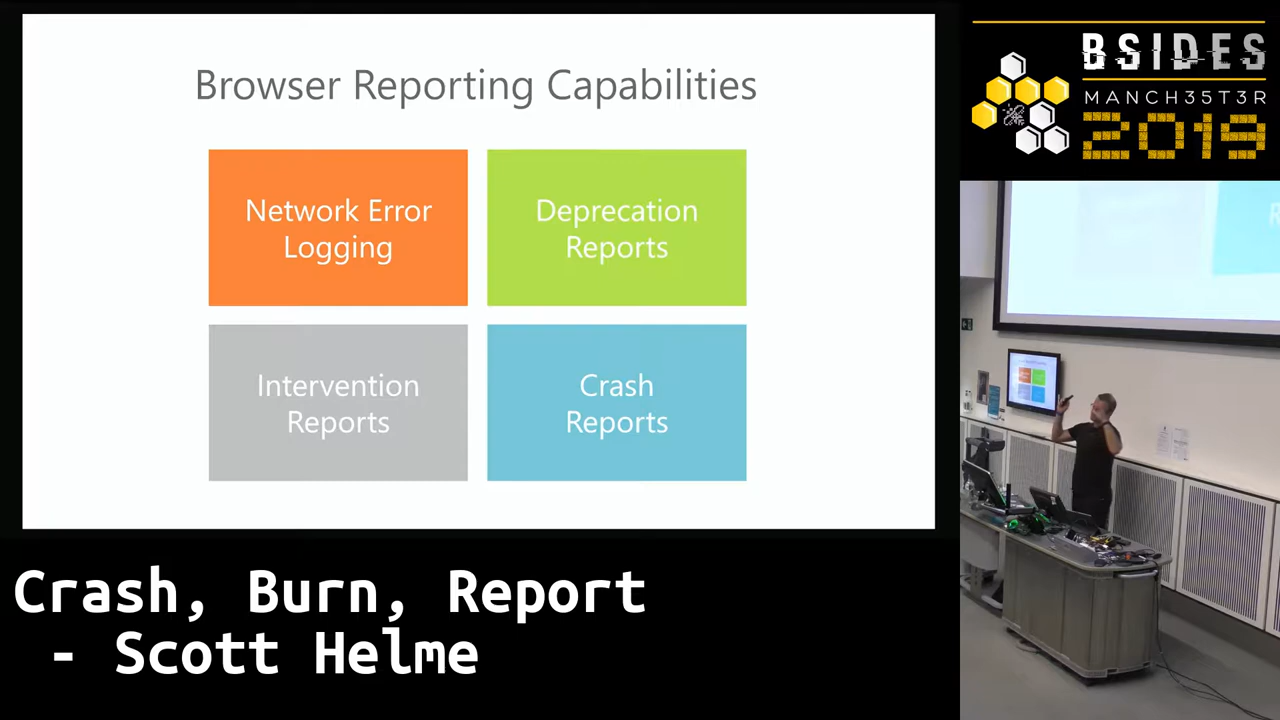 Browser Reporting Capabilities
Network Error
Logging
Deprecation
Reports
Intervention
Reports
Crash
Reports
Crash, Burn, Report
- Scott Helme
BSIDES
MANCH35T3R
2019